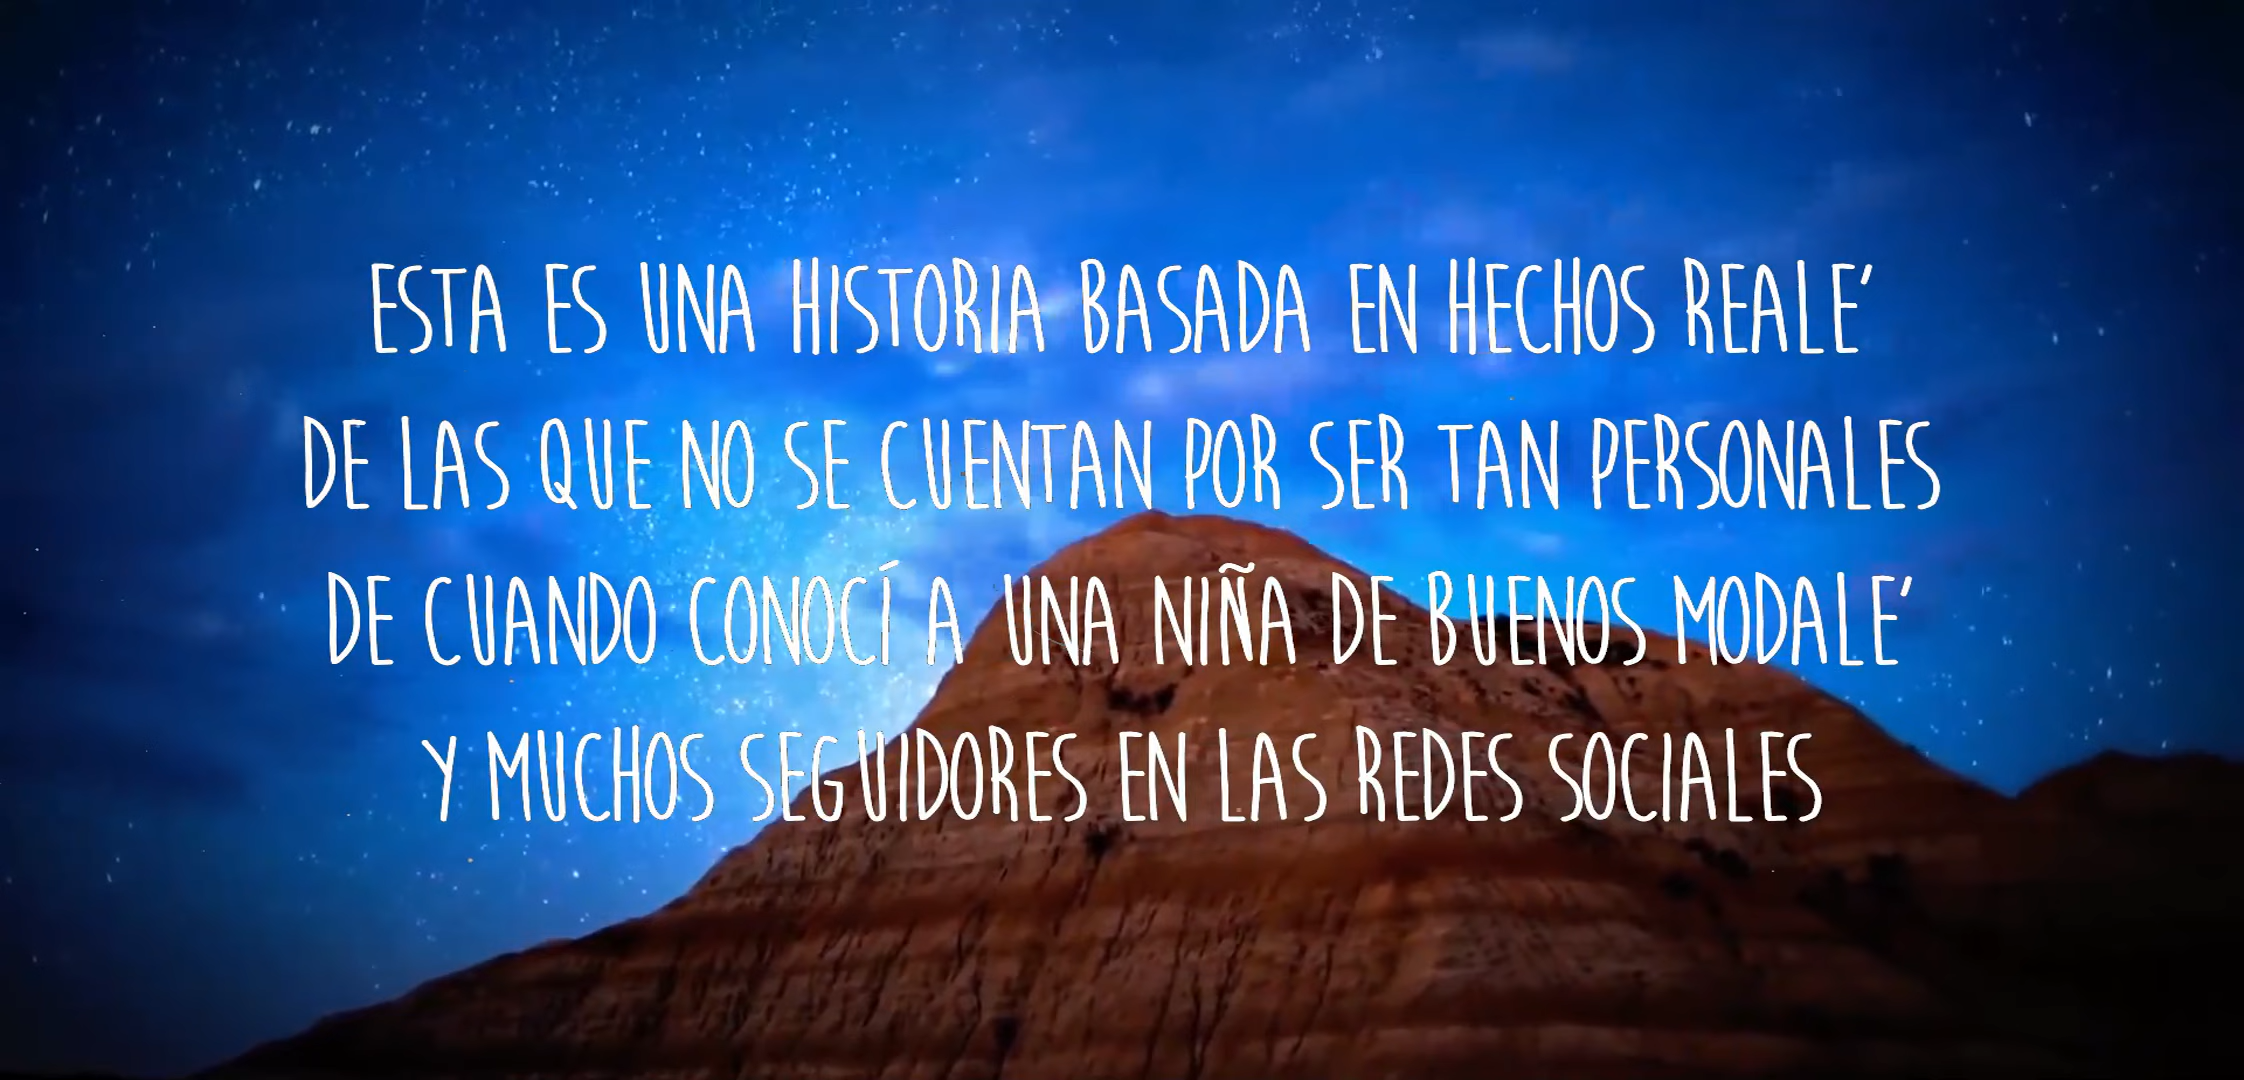 ESTA ES UNA HISTORIA BASADA EN HECHOS REALE'
DE LAS QUE NO SE CUENTAN POR SER TAN PERSONALES
DE CUANDO CONOCÍ A UNA NIÑA DE BUENOS MODALE'
Y MUCHOS SEGUIDORES EN LAS REDES SOCIALES